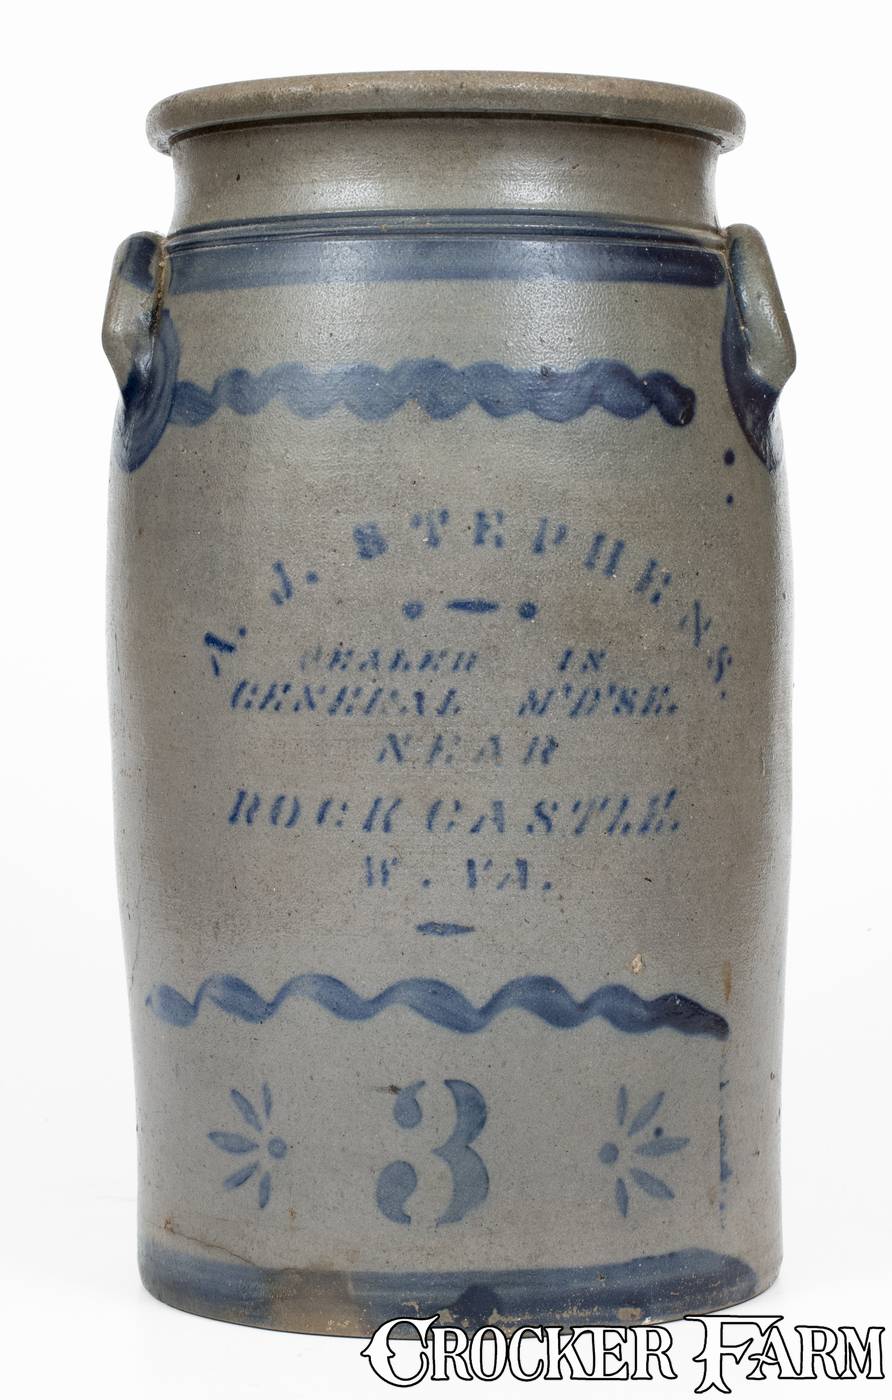 A. J. STEPHENS.
DEALER IN
GENERAL M'D'SE.
NEAR
ROCK CASTLE.
W. VA.
3
CROCKER FARM